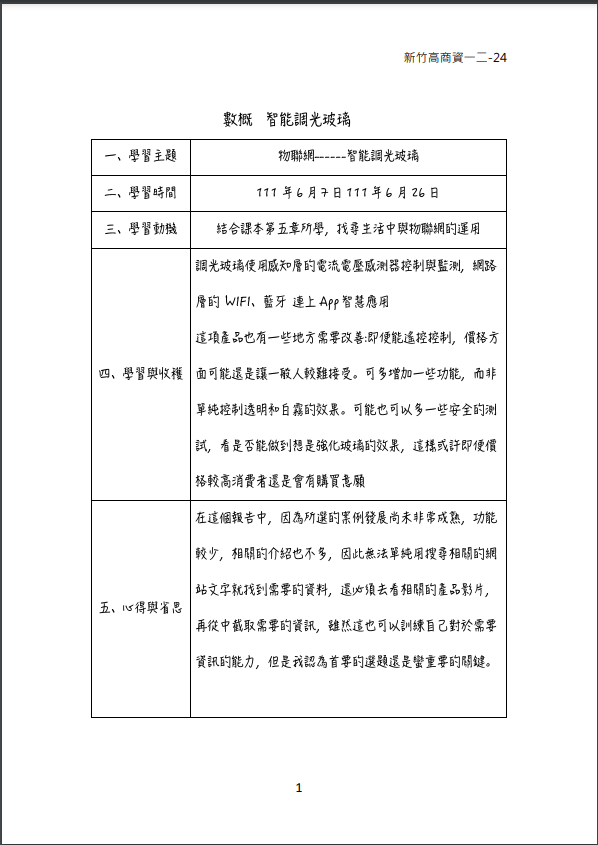 新竹高商資一二-24
數概 智能調光玻璃
一、學習主題 物聯網------智能調光玻璃
二、學習時間 111 年 6 月 7 日 111 年 6 月 26 日
三、學習動機 結合課本第五章所學，找尋生活中與物聯網的運用
四、學習與收穫
調光玻璃使用感知層的電流電壓感測器控制與監測，網路
層的 WIFI、藍牙 連上 App 智慧應用
這項產品也有一些地方需要改善:即便能遙控控制，價格方
面可能還是讓一般人較難接受。可多增加一些功能，而非
單純控制透明和白霧的效果。可能也可以多一些安全的測
試，看是否能做到想是強化玻璃的效果，這樣或許即便價
格較高消費者還是會有購買意願
五、心得與省思
在這個報告中，因為所選的案例發展尚未非常成熟，功能
較少，相關的介紹也不多，因此無法單純用搜尋相關的網
站文字就找到需要的資料，還必須去看相關的產品影片，
再從中截取需要的資訊，雖然這也可以訓練自己對於需要
資訊的能力，但是我認為首要的選題還是蠻重要的關鍵。
1